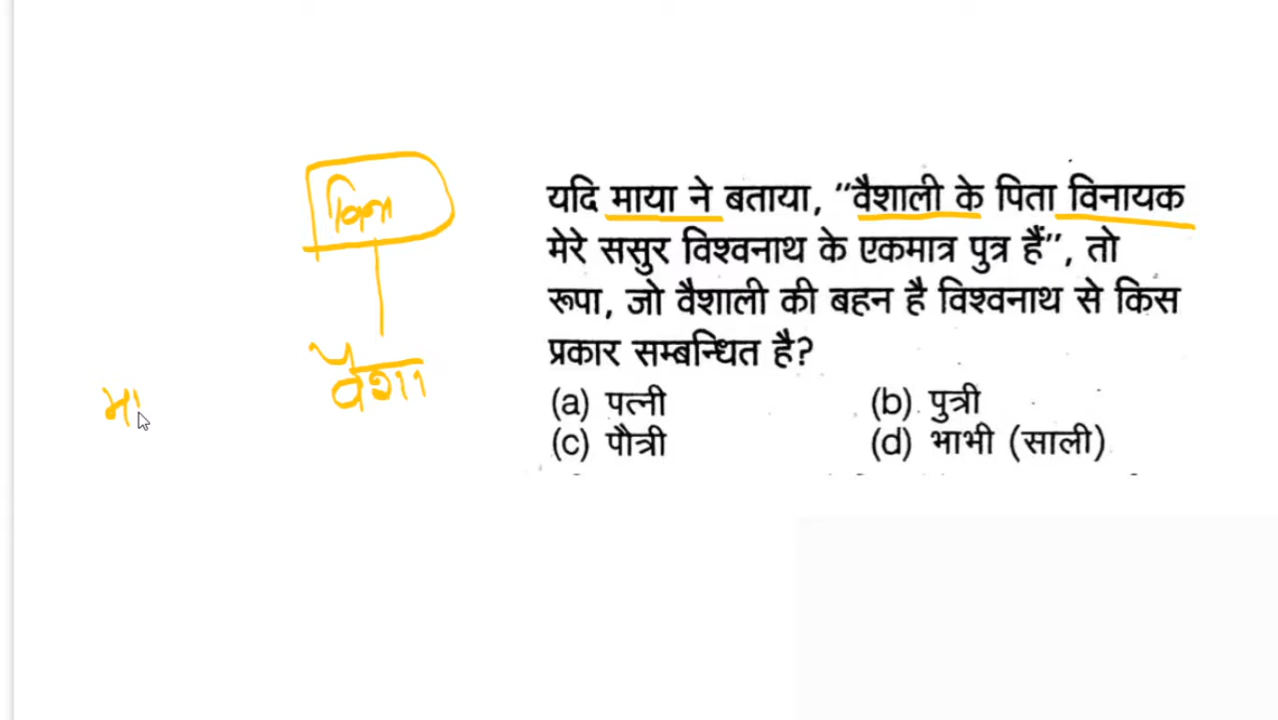 यदि माया ने बताया, "वैशाली के पिता विनायक
मेरे ससुर विश्वनाथ के एकमात्र पुत्र हैं", तो
रूपा, जो वैशाली की बहन है विश्वनाथ से किस
प्रकार सम्बन्धित है?
(a) पत्नी (b) पुत्री
(c) पौत्री (d) भाभी (साली)
विना
वैशा
मा